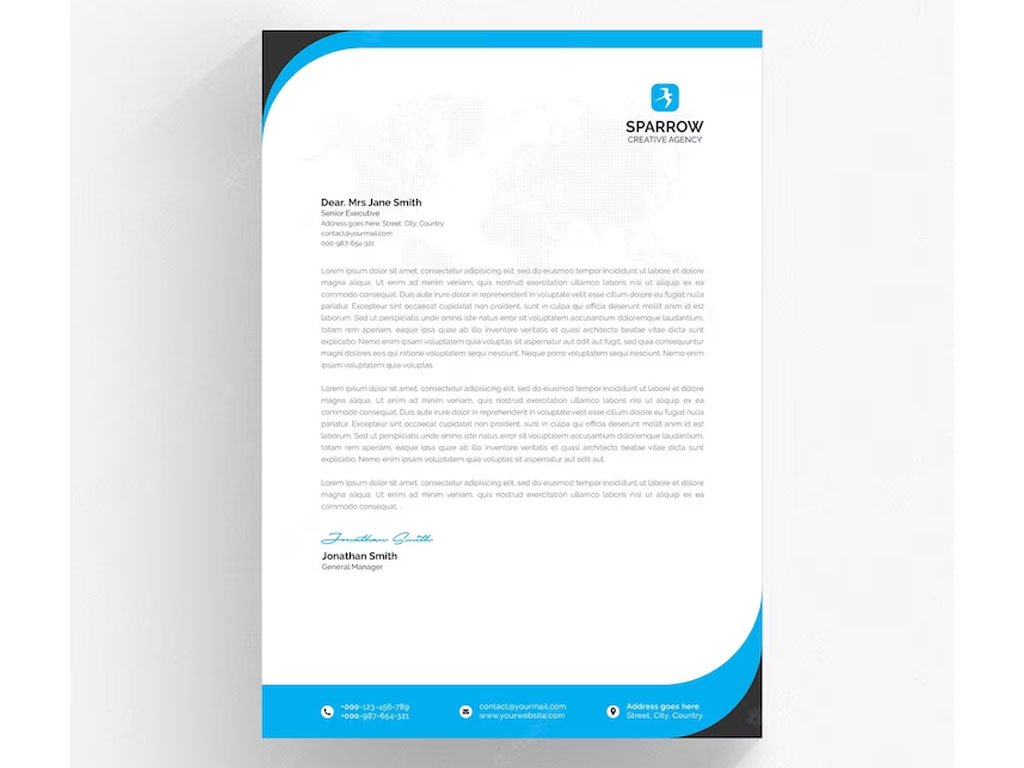 SPARROW
CREATIVE AGENCY
Dear. Mrs Jane Smith
Senior Executive
Address goes here, Street, City, Country
contact@yourmail.com
000-987-654-321
Lorem ipsum dolor sit amet, consectetur adipisicing elit, sed do eiusmod tempor incididunt ut labore et dolore
magna aliqua. Ut enim ad minim veniam, quis nostrud exercitation ullamco laboris nisi ut aliquip ex ea
commodo consequat. Duis aute irure dolor in reprehenderit in voluptate velit esse cillum dolore eu fugiat nulla
pariatur. Excepteur sint occaecat cupidatat non proident, sunt in culpa qui officia deserunt mollit anim id est
laborum. Sed ut perspiciatis unde omnis iste natus error sit voluptatem accusantium doloremque laudantium,
totam rem aperiam, eaque ipsa quae ab illo inventore veritatis et quasi architecto beatae vitae dicta sunt
explicabo. Nemo enim ipsam voluptatem quia voluptas sit aspernatur aut odit aut fugit, sed quia consequuntur
magni dolores eos qui ratione voluptatem sequi nesciunt. Neque porro voluptatem sequi nesciunt. Nemo enim
ipsam voluptatem quia voluptas.
Lorem ipsum dolor sit amet, consectetur adipisicing elit, sed do eiusmod tempor incididunt ut labore et dolore
magna aliqua. Ut enim ad minim veniam, quis nostrud exercitation ullamco laboris nisi ut aliquip ex ea
commodo consequat. Duis aute irure dolor in reprehenderit in voluptate velit esse cillum dolore eu fugiat nulla
pariatur. Excepteur sint occaecat cupidatat non proident, sunt in culpa qui officia deserunt mollit anim id est
laborum. Sed ut perspiciatis unde omnis iste natus error sit voluptatem accusantium doloremque laudantium,
totam rem aperiam, eaque ipsa quae ab illo inventore veritatis et quasi architecto beatae vitae dicta sunt
explicabo. Nemo enim ipsam voluptatem quia voluptas sit aspernatur aut odit aut.
Lorem ipsum dolor sit amet, consectetur adipisicing elit, sed do eiusmod tempor incididunt ut labore et dolore
magna aliqua. Ut enim ad minim veniam, quis nostrud exercitation ullamco laboris nisi ut aliquip ex ea
commodo consequat. .
Jonathan Smith
Jonathan Smith
General Manager
+000-123-456-789
+000-987-654-321
contact@yourmail.com
www.yourwebsite.com
Address goes here.
Street, City, Country.